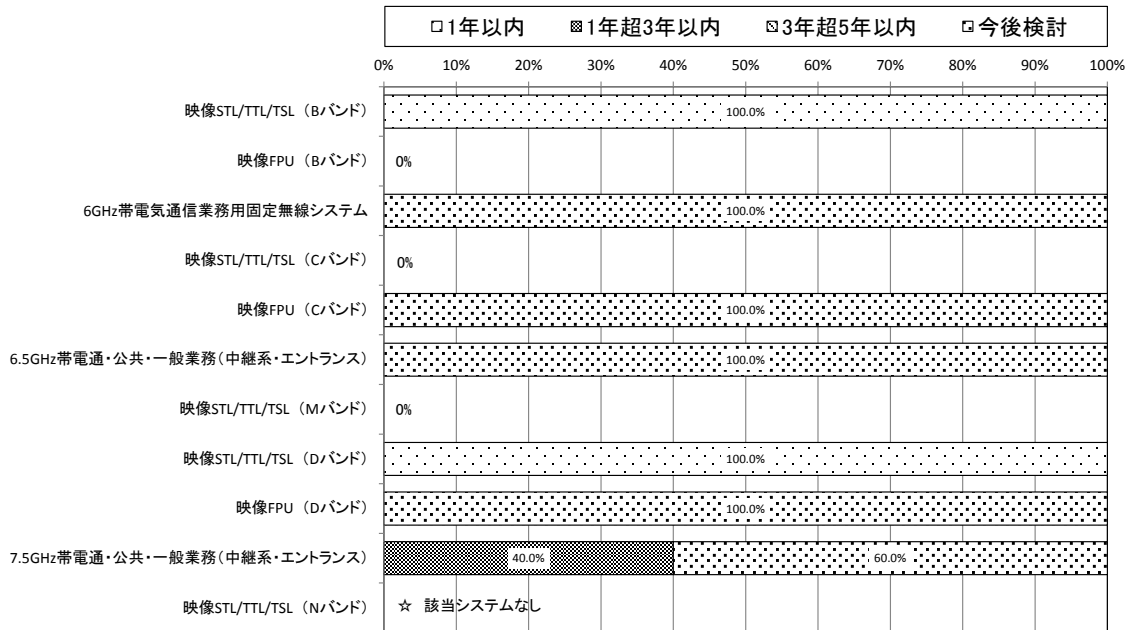 1年以内 1年超3年以内 3年超5年以内 今後検討
0% 10% 20% 30% 40% 50% 60% 70% 80% 90% 100%
映像STL/TTL/TSL（Bバンド） 100.0%
映像FPU（Bバンド） 0%
6GHz帯電気通信業務用固定無線システム 100.0%
映像STL/TTL/TSL（Cバンド） 0%
映像FPU（Cバンド） 100.0%
6.5GHz帯電通・公共・一般業務（中継系・エントランス） 100.0%
映像STL/TTL/TSL（Mバンド） 0%
映像STL/TTL/TSL（Dバンド） 100.0%
映像FPU（Dバンド） 100.0%
7.5GHz帯電通・公共・一般業務（中継系・エントランス） 40.0% 60.0%
映像STL/TTL/TSL（Nバンド） ☆ 該当システムなし